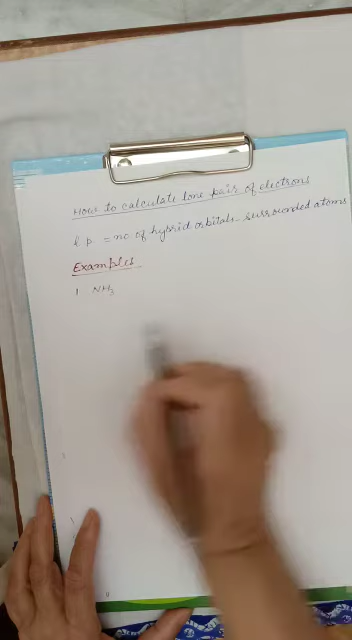 How to calculate lone pair of electrons
l p = no of hybrid orbitals - surrounded atoms
Examples
1 NH₃